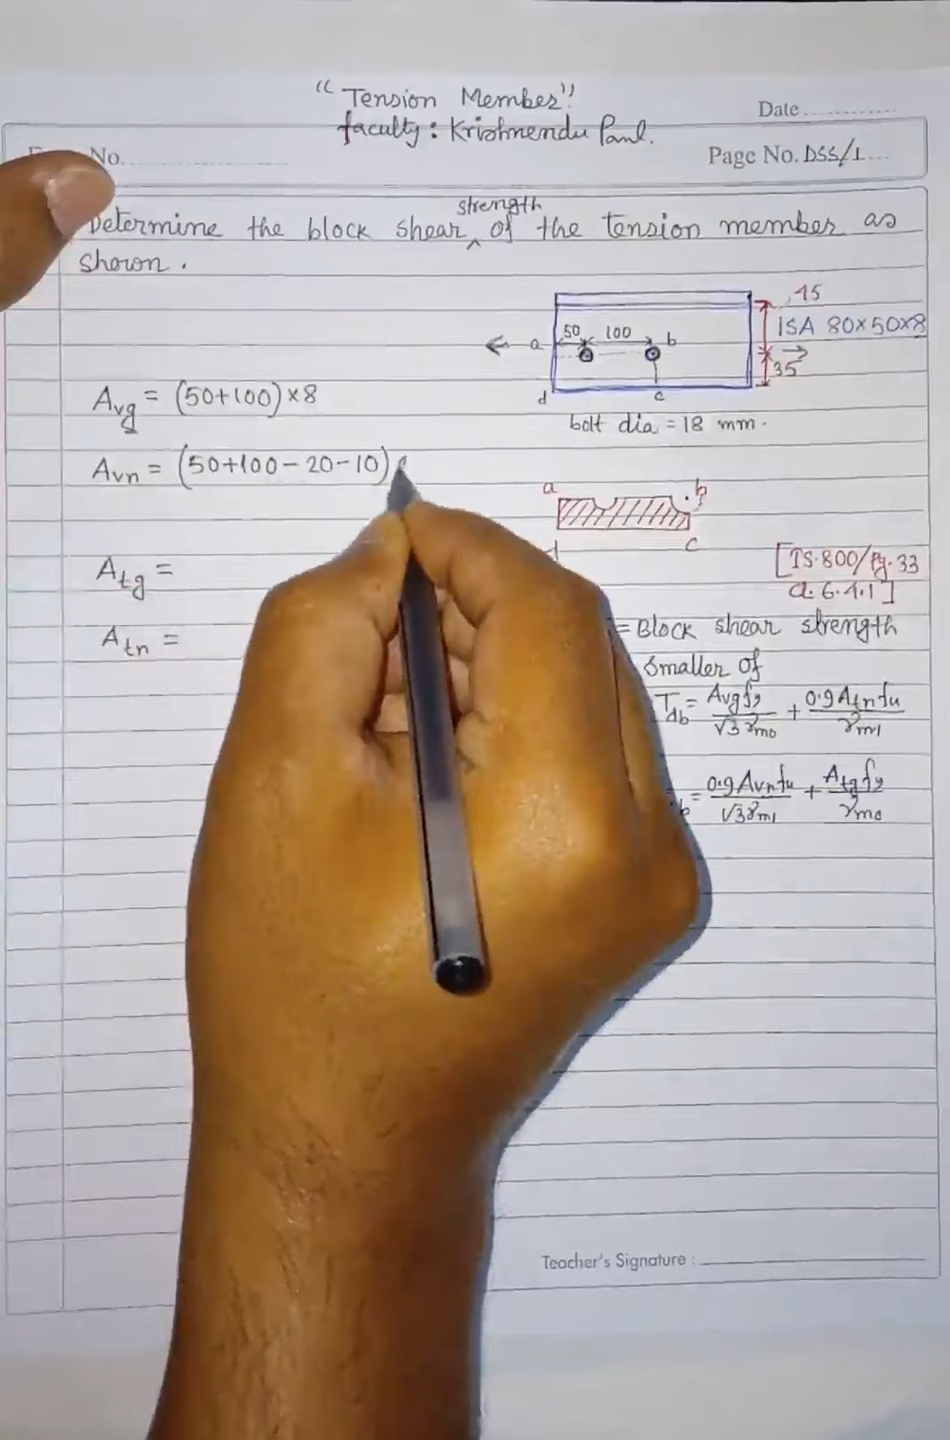 "Tension Member"
Date
faculty: Krishnendu Paul.
No.
Page No. DSS/1
strength
Determine the block shear ^ of the tension member as
shown.
45
50 100
ISA 80×50×8
a b
35
d c
Avg = (50+100)×8
bolt dia = 18 mm.
Avn = (50+100-20-10)
a b
d c
[IS.800/Pg.33
Cl. 6.4.1]
Atg =
= Block shear strength
Atn =
smaller of
Tdb = Avg fy / √3 γm0 + 0.9 Atn fu / γm1
b = 0.9 Avn fu / √3 γm1 + Atg fy / γm0
Teacher's Signature :